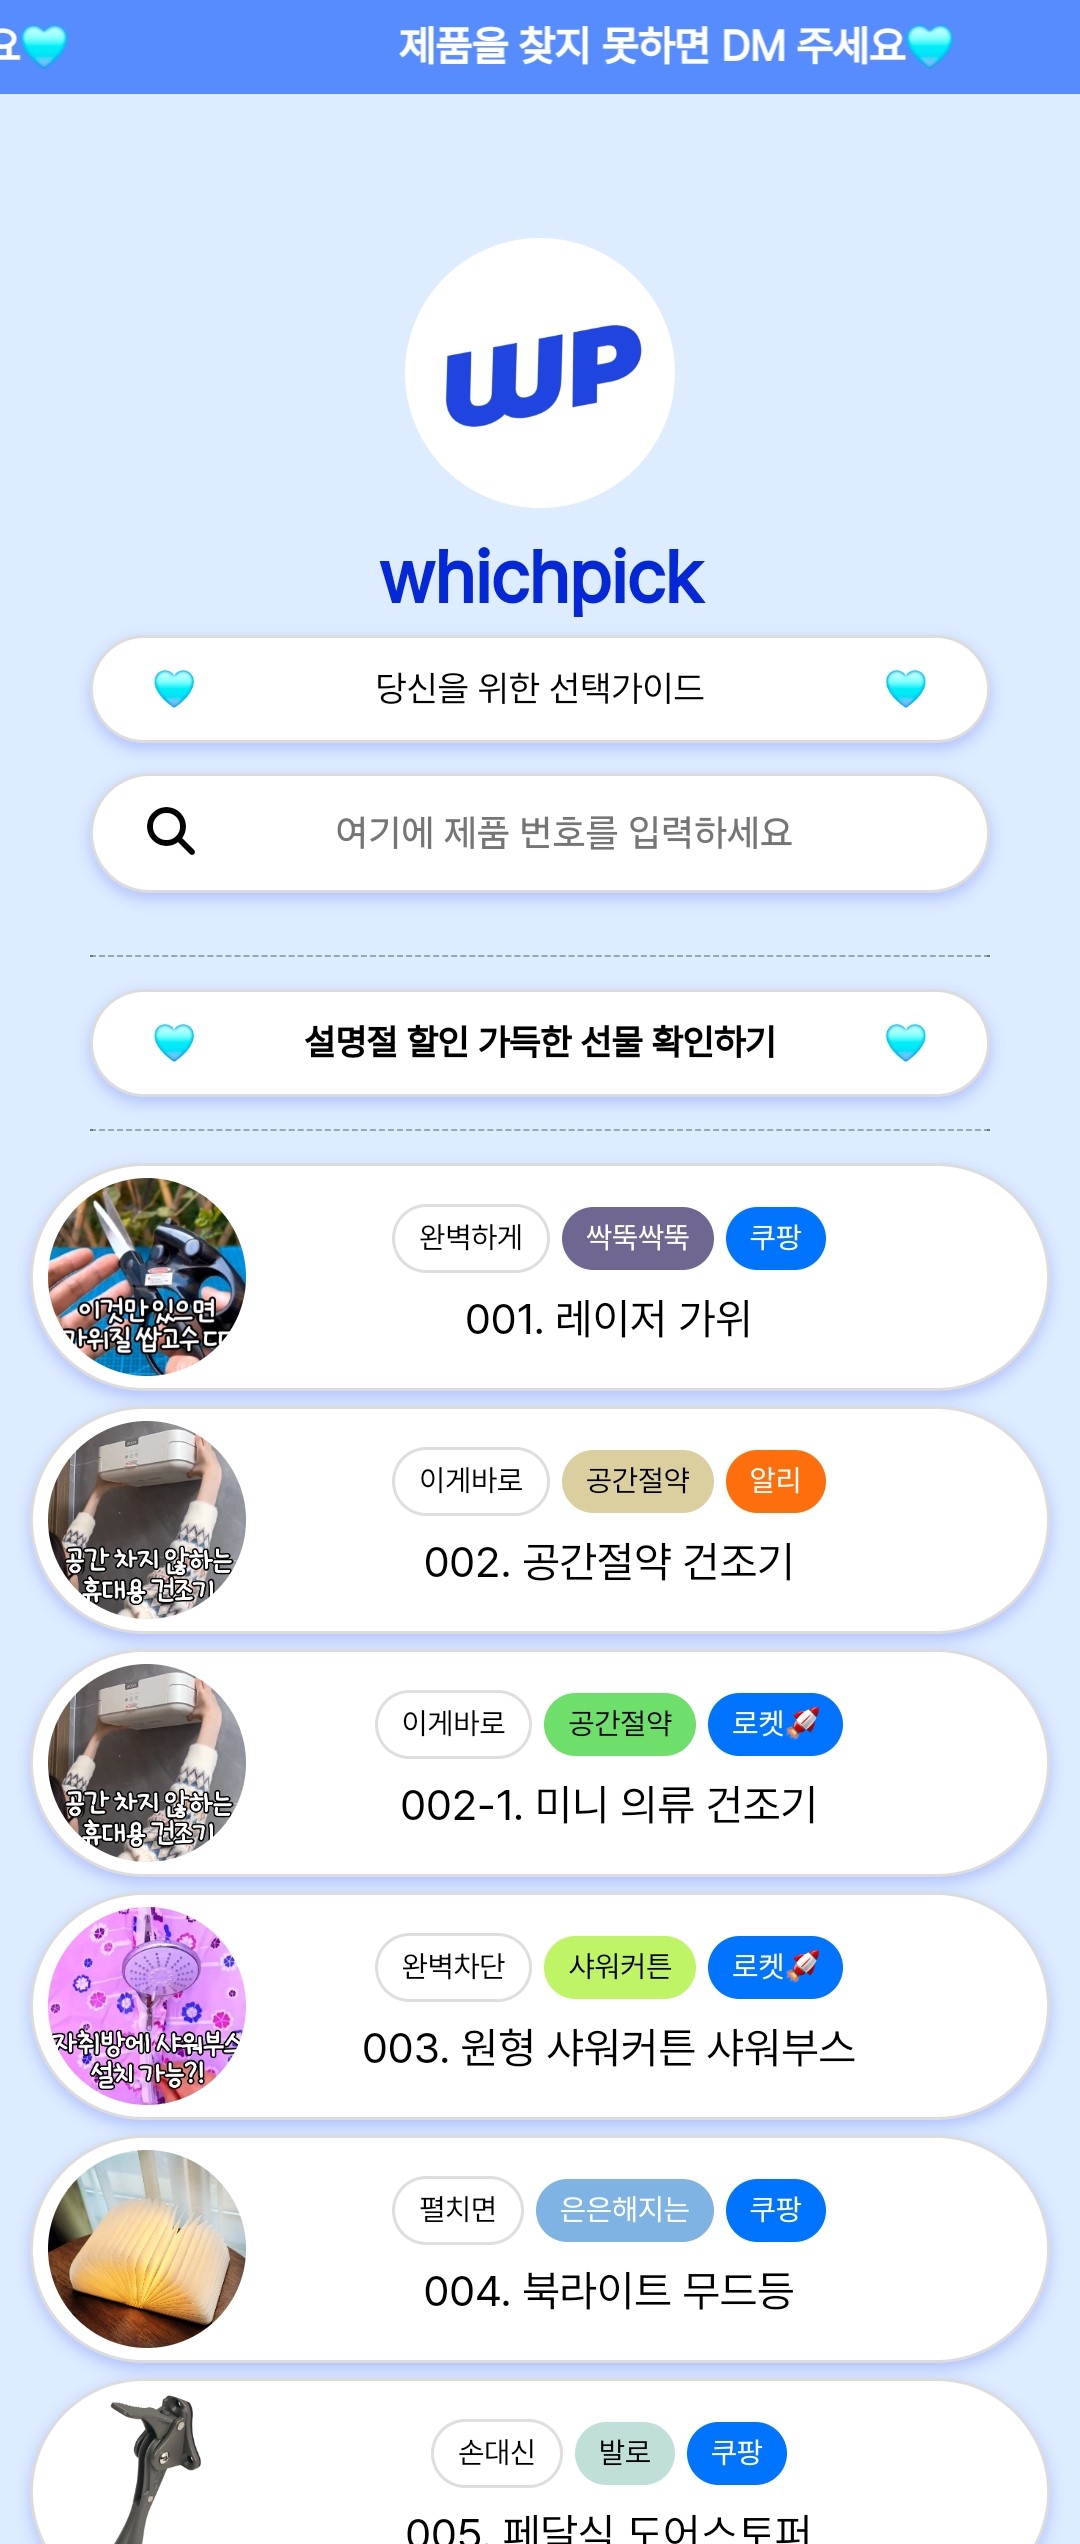 요🩵 제품을 찾지 못하면 DM 주세요🩵
WP
whichpick
🩵 당신을 위한 선택가이드 🩵
여기에 제품 번호를 입력하세요
🩵 설명절 할인 가득한 선물 확인하기 🩵
완벽하게 싹뚝싹뚝 쿠팡
001. 레이저 가위
이것만 있으면
가위질 쌉고수
이게바로 공간절약 알리
002. 공간절약 건조기
공간 차지 않하는
휴대용 건조기
이게바로 공간절약 로켓🚀
002-1. 미니 의류 건조기
공간 차지 않하는
휴대용 건조기
완벽차단 샤워커튼 로켓🚀
003. 원형 샤워커튼 샤워부스
자취방에 샤워부스
설치 가능?!
펼치면 은은해지는 쿠팡
004. 북라이트 무드등
손대신 발로 쿠팡
005. 페달식 도어스토퍼